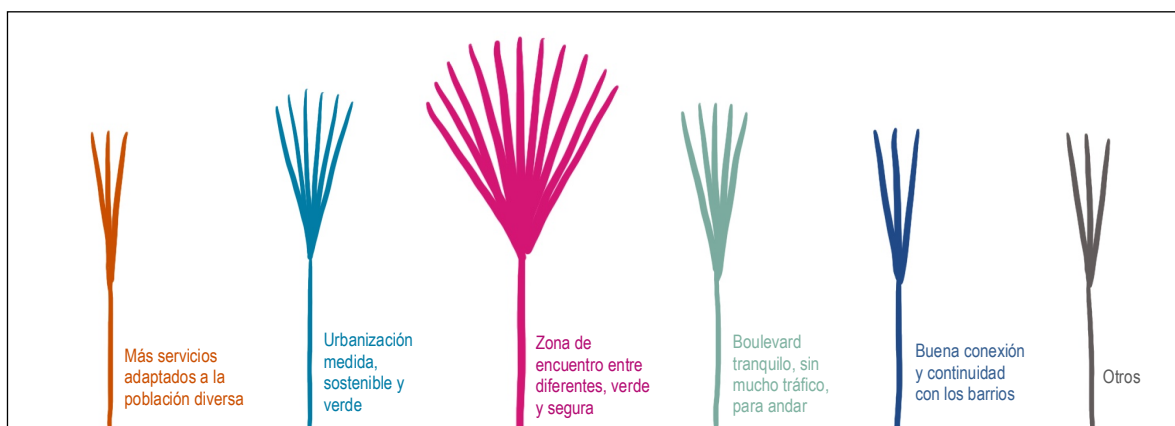 Más servicios
adaptados a la
población diversa
Urbanización
medida,
sostenible y
verde
Zona de
encuentro entre
diferentes, verde
y segura
Boulevard
tranquilo, sin
mucho tráfico,
para andar
Buena conexión
y continuidad
con los barrios
Otros